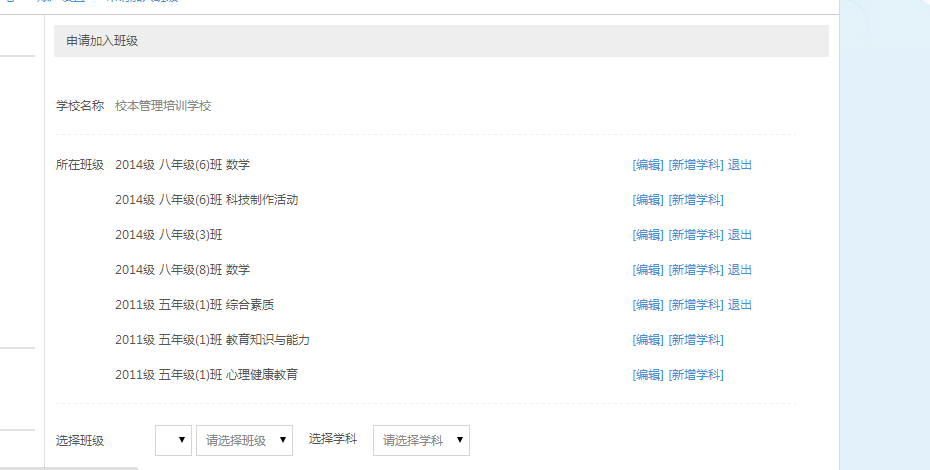 申请加入班级
学校名称 校本管理培训学校
所在班级 2014级 八年级(6)班 数学 [编辑] [新增学科] 退出
2014级 八年级(6)班 科技制作活动 [编辑] [新增学科]
2014级 八年级(3)班 [编辑] [新增学科] 退出
2014级 八年级(8)班 数学 [编辑] [新增学科] 退出
2011级 五年级(1)班 综合素质 [编辑] [新增学科] 退出
2011级 五年级(1)班 教育知识与能力 [编辑] [新增学科]
2011级 五年级(1)班 心理健康教育 [编辑] [新增学科]
选择班级 请选择班级 选择学科 请选择学科